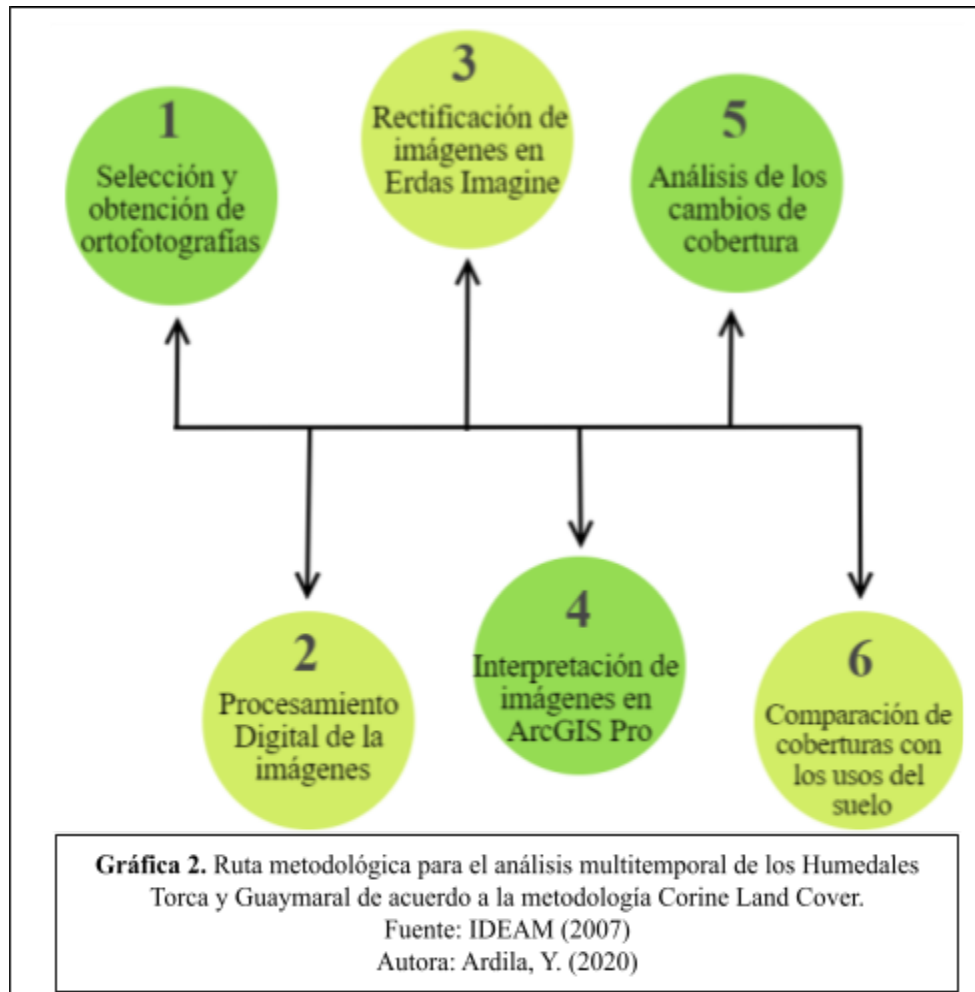 1
Selección y
obtención de
ortofotografías
2
Procesamiento
Digital de la
imágenes
3
Rectificación de
imágenes en
Erdas Imagine
4
Interpretación de
imágenes en
ArcGIS Pro
5
Análisis de los
cambios de
cobertura
6
Comparación de
coberturas con
los usos del
suelo
Gráfica 2. Ruta metodológica para el análisis multitemporal de los Humedales
Torca y Guaymaral de acuerdo a la metodología Corine Land Cover.
Fuente: IDEAM (2007)
Autora: Ardila, Y. (2020)